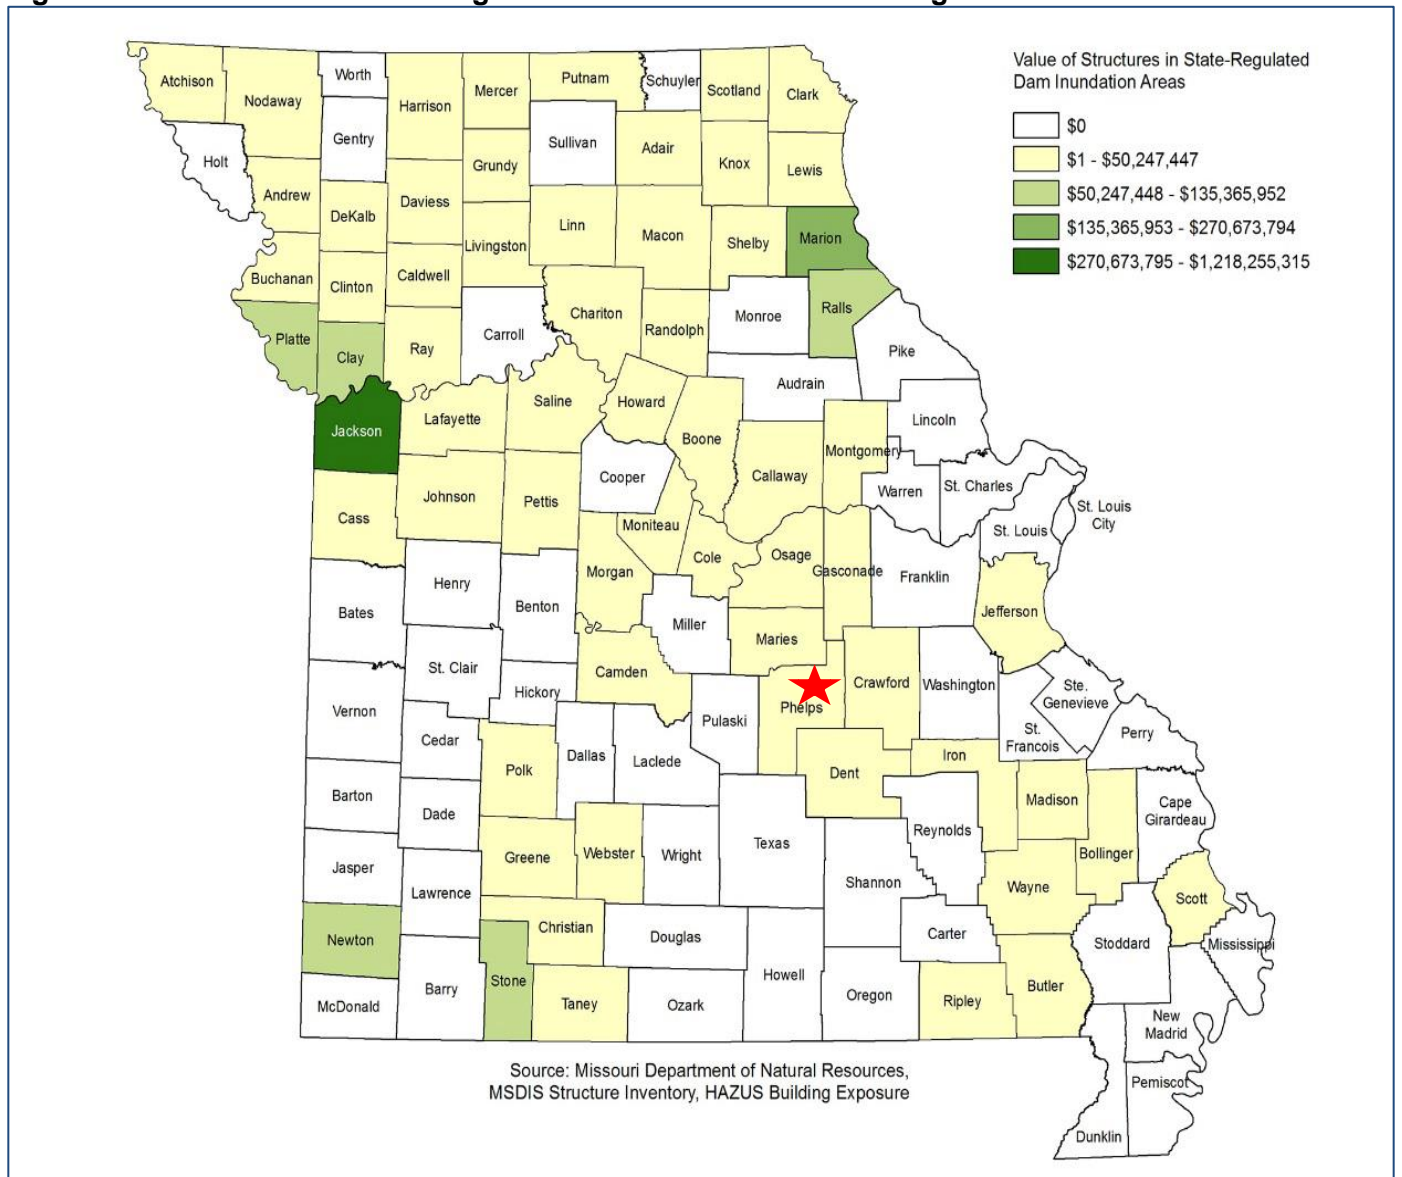 Value of Structures in State-Regulated
Dam Inundation Areas
$0
$1 - $50,247,447
$50,247,448 - $135,365,952
$135,365,953 - $270,673,794
$270,673,795 - $1,218,255,315
Atchison
Nodaway
Worth
Harrison
Mercer
Putnam
Schuyler
Scotland
Clark
Holt
Gentry
Sullivan
Adair
Knox
Lewis
Grundy
Andrew
DeKalb
Daviess
Livingston
Linn
Macon
Shelby
Marion
Buchanan
Clinton
Caldwell
Chariton
Randolph
Monroe
Ralls
Platte
Clay
Ray
Carroll
Pike
Audrain
Jackson
Lafayette
Saline
Howard
Boone
Callaway
Montgomery
Lincoln
Cooper
Warren
St. Charles
St. Louis
St. Louis
City
Cass
Johnson
Pettis
Moniteau
Cole
Osage
Gasconade
Franklin
Jefferson
Morgan
Bates
Henry
Benton
Miller
Maries
Camden
St. Clair
Hickory
Vernon
Pulaski
Phelps
Crawford
Washington
Ste.
Genevieve
St.
Francois
Perry
Cedar
Polk
Dallas
Laclede
Dent
Iron
Madison
Cape
Girardeau
Barton
Dade
Greene
Webster
Wright
Texas
Reynolds
Bollinger
Jasper
Lawrence
Shannon
Wayne
Scott
Newton
Christian
Douglas
Carter
Stoddard
Mississippi
McDonald
Barry
Stone
Taney
Ozark
Howell
Oregon
Ripley
Butler
New
Madrid
Pemiscot
Dunklin
Source: Missouri Department of Natural Resources,
MSDIS Structure Inventory, HAZUS Building Exposure